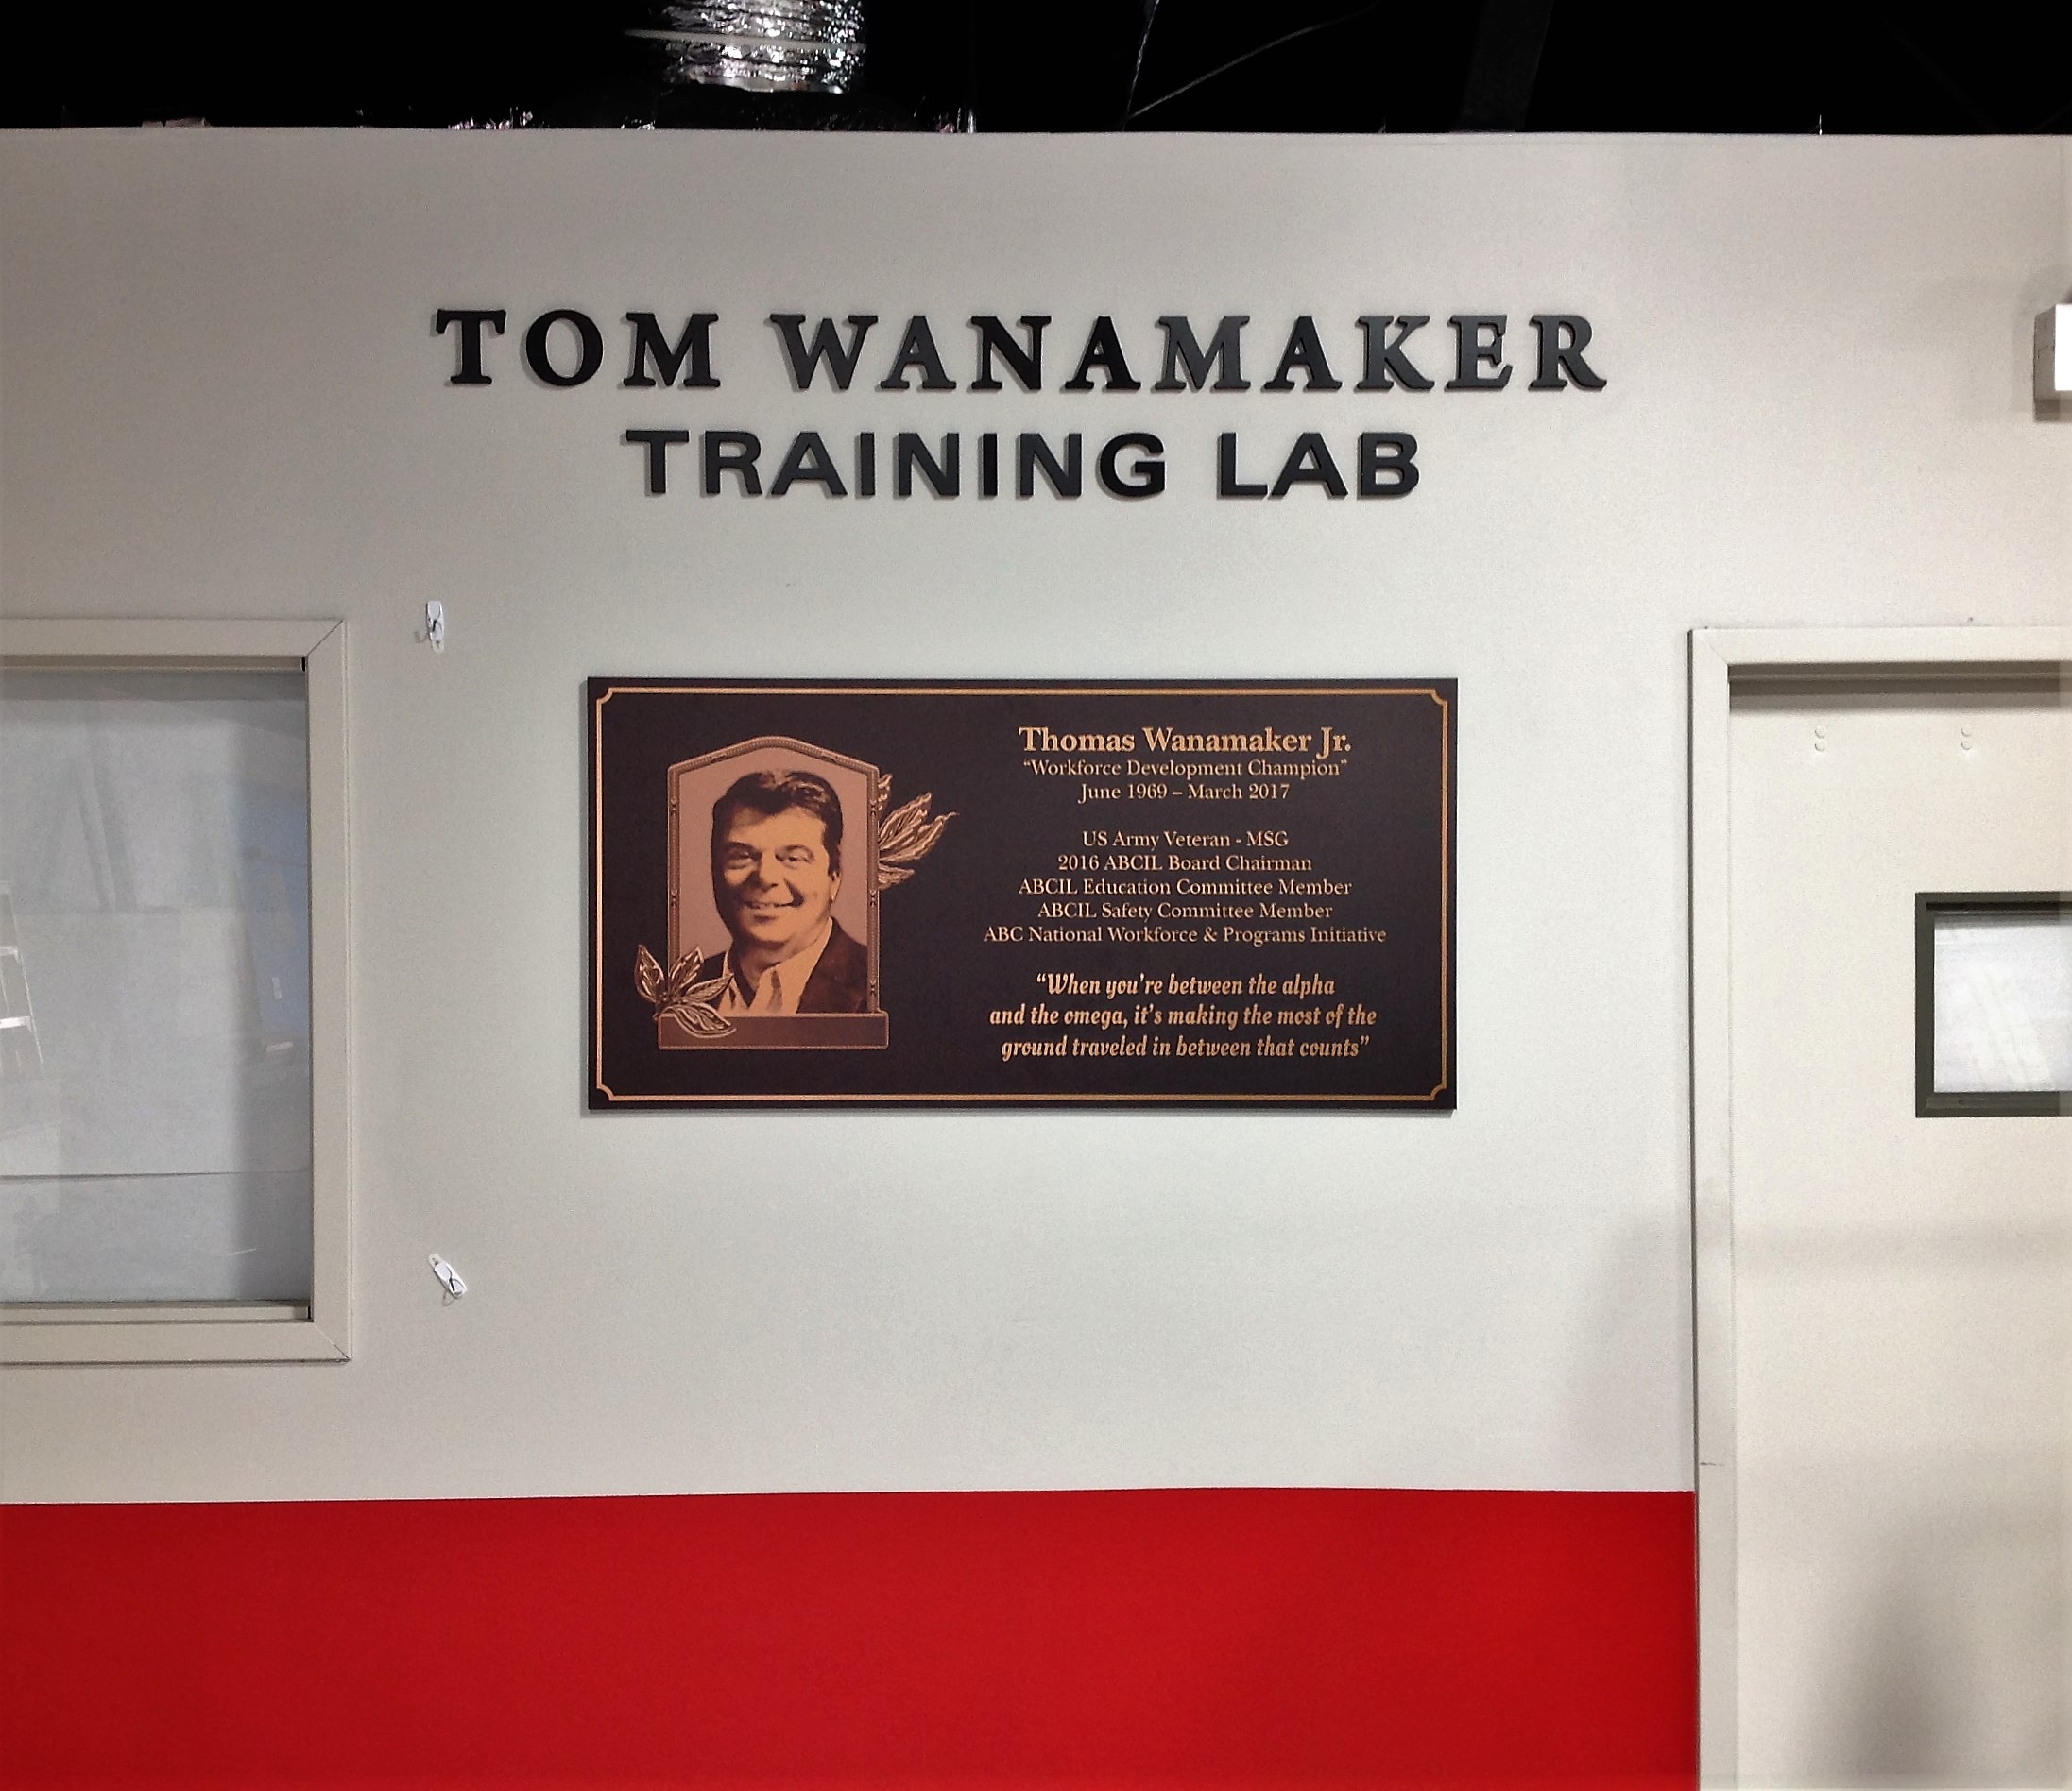 TOM WANAMAKER
TRAINING LAB
Thomas Wanamaker Jr.
“Workforce Development Champion”
June 1969 – March 2017
US Army Veteran - MSG
2016 ABCIL Board Chairman
ABCIL Education Committee Member
ABCIL Safety Committee Member
ABC National Workforce & Programs Initiative
“When you're between the alpha
and the omega, it's making the most of the
ground traveled in between that counts”